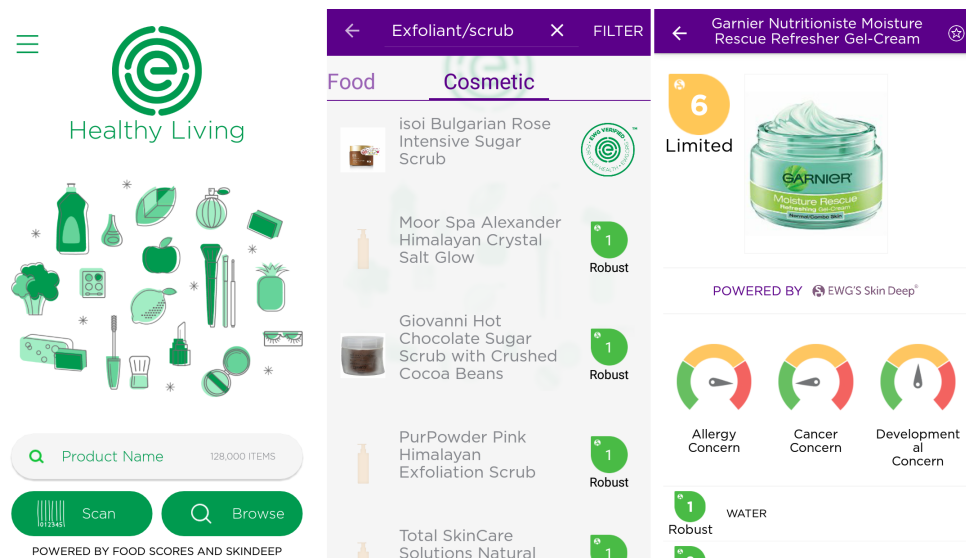 Healthy Living
Product Name
128,000 ITEMS
Scan
Browse
POWERED BY FOOD SCORES AND SKINDEEP
Exfoliant/scrub
FILTER
Food
Cosmetic
isoi Bulgarian Rose
Intensive Sugar
Scrub
EWG VERIFIED
Moor Spa Alexander
Himalayan Crystal
Salt Glow
1
Robust
Giovanni Hot
Chocolate Sugar
Scrub with Crushed
Cocoa Beans
1
Robust
PurPowder Pink
Himalayan
Exfoliation Scrub
1
Robust
Total SkinCare
Solutions Natural
1
Garnier Nutritioniste Moisture
Rescue Refresher Gel-Cream
6
Limited
GARNIER
Moisture Rescue
Refreshing Gel-Cream
Normal/Combo Skin
POWERED BY EWG'S Skin Deep®
Allergy
Concern
Cancer
Concern
Development
al
Concern
1
Robust
WATER